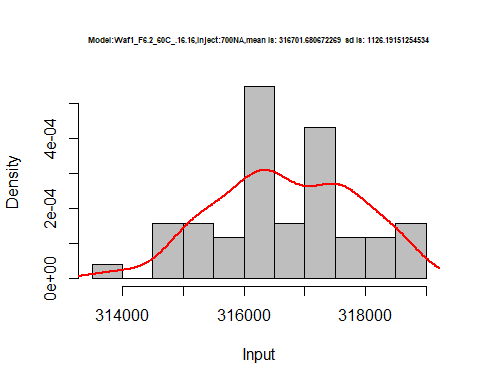 Model:Waf1_F6.2_60C_.16.16,Inject:700NA,mean is: 316701.680672269 sd is: 1126.19151254534
Density
0e+00 2e-04 4e-04
314000 316000 318000
Input